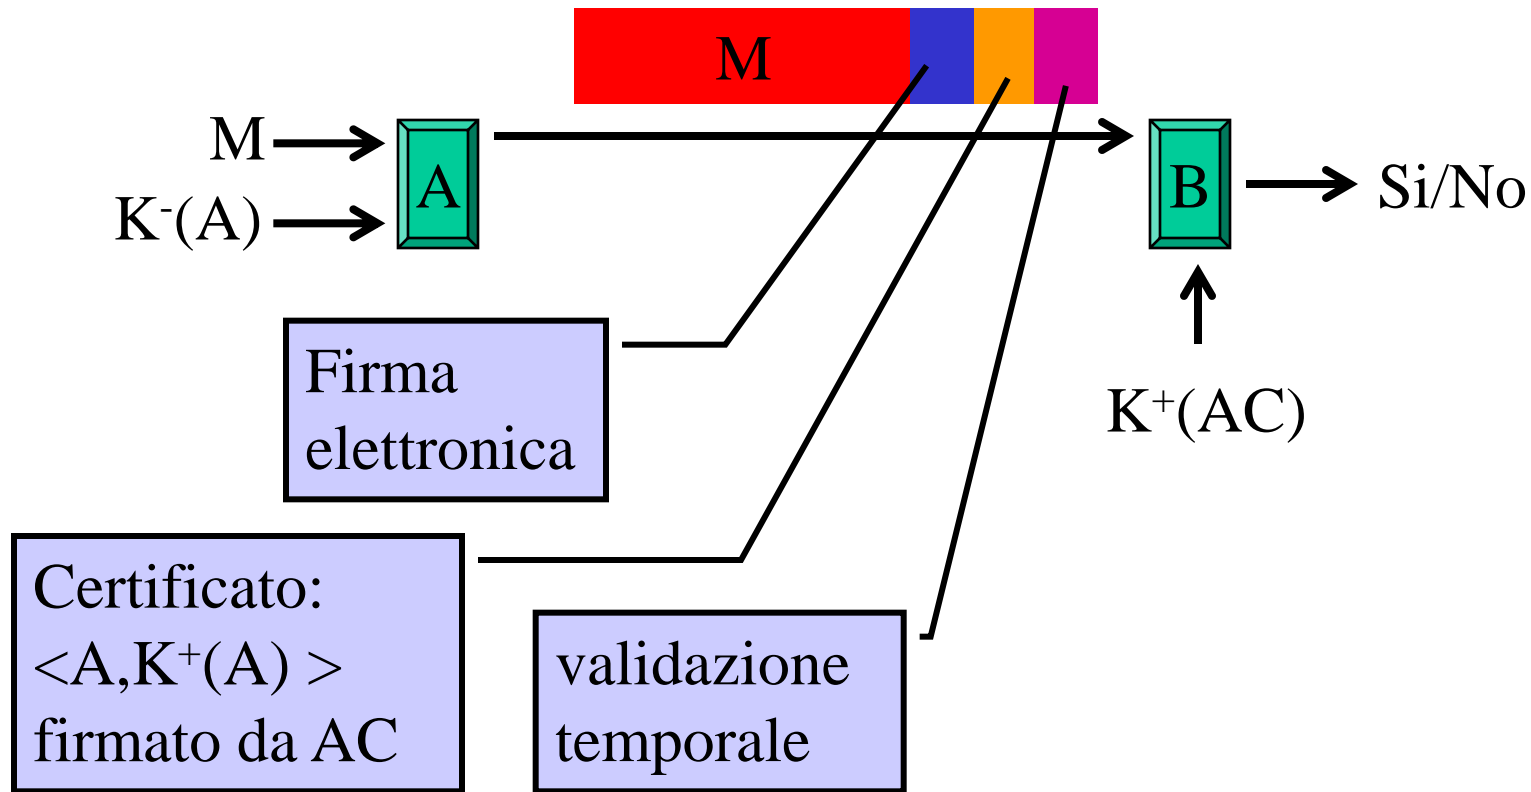 M
M
K⁻(A)
A
B
Si/No
K⁺(AC)
Firma
elettronica
Certificato:
<A,K⁺(A) >
firmato da AC
validazione
temporale